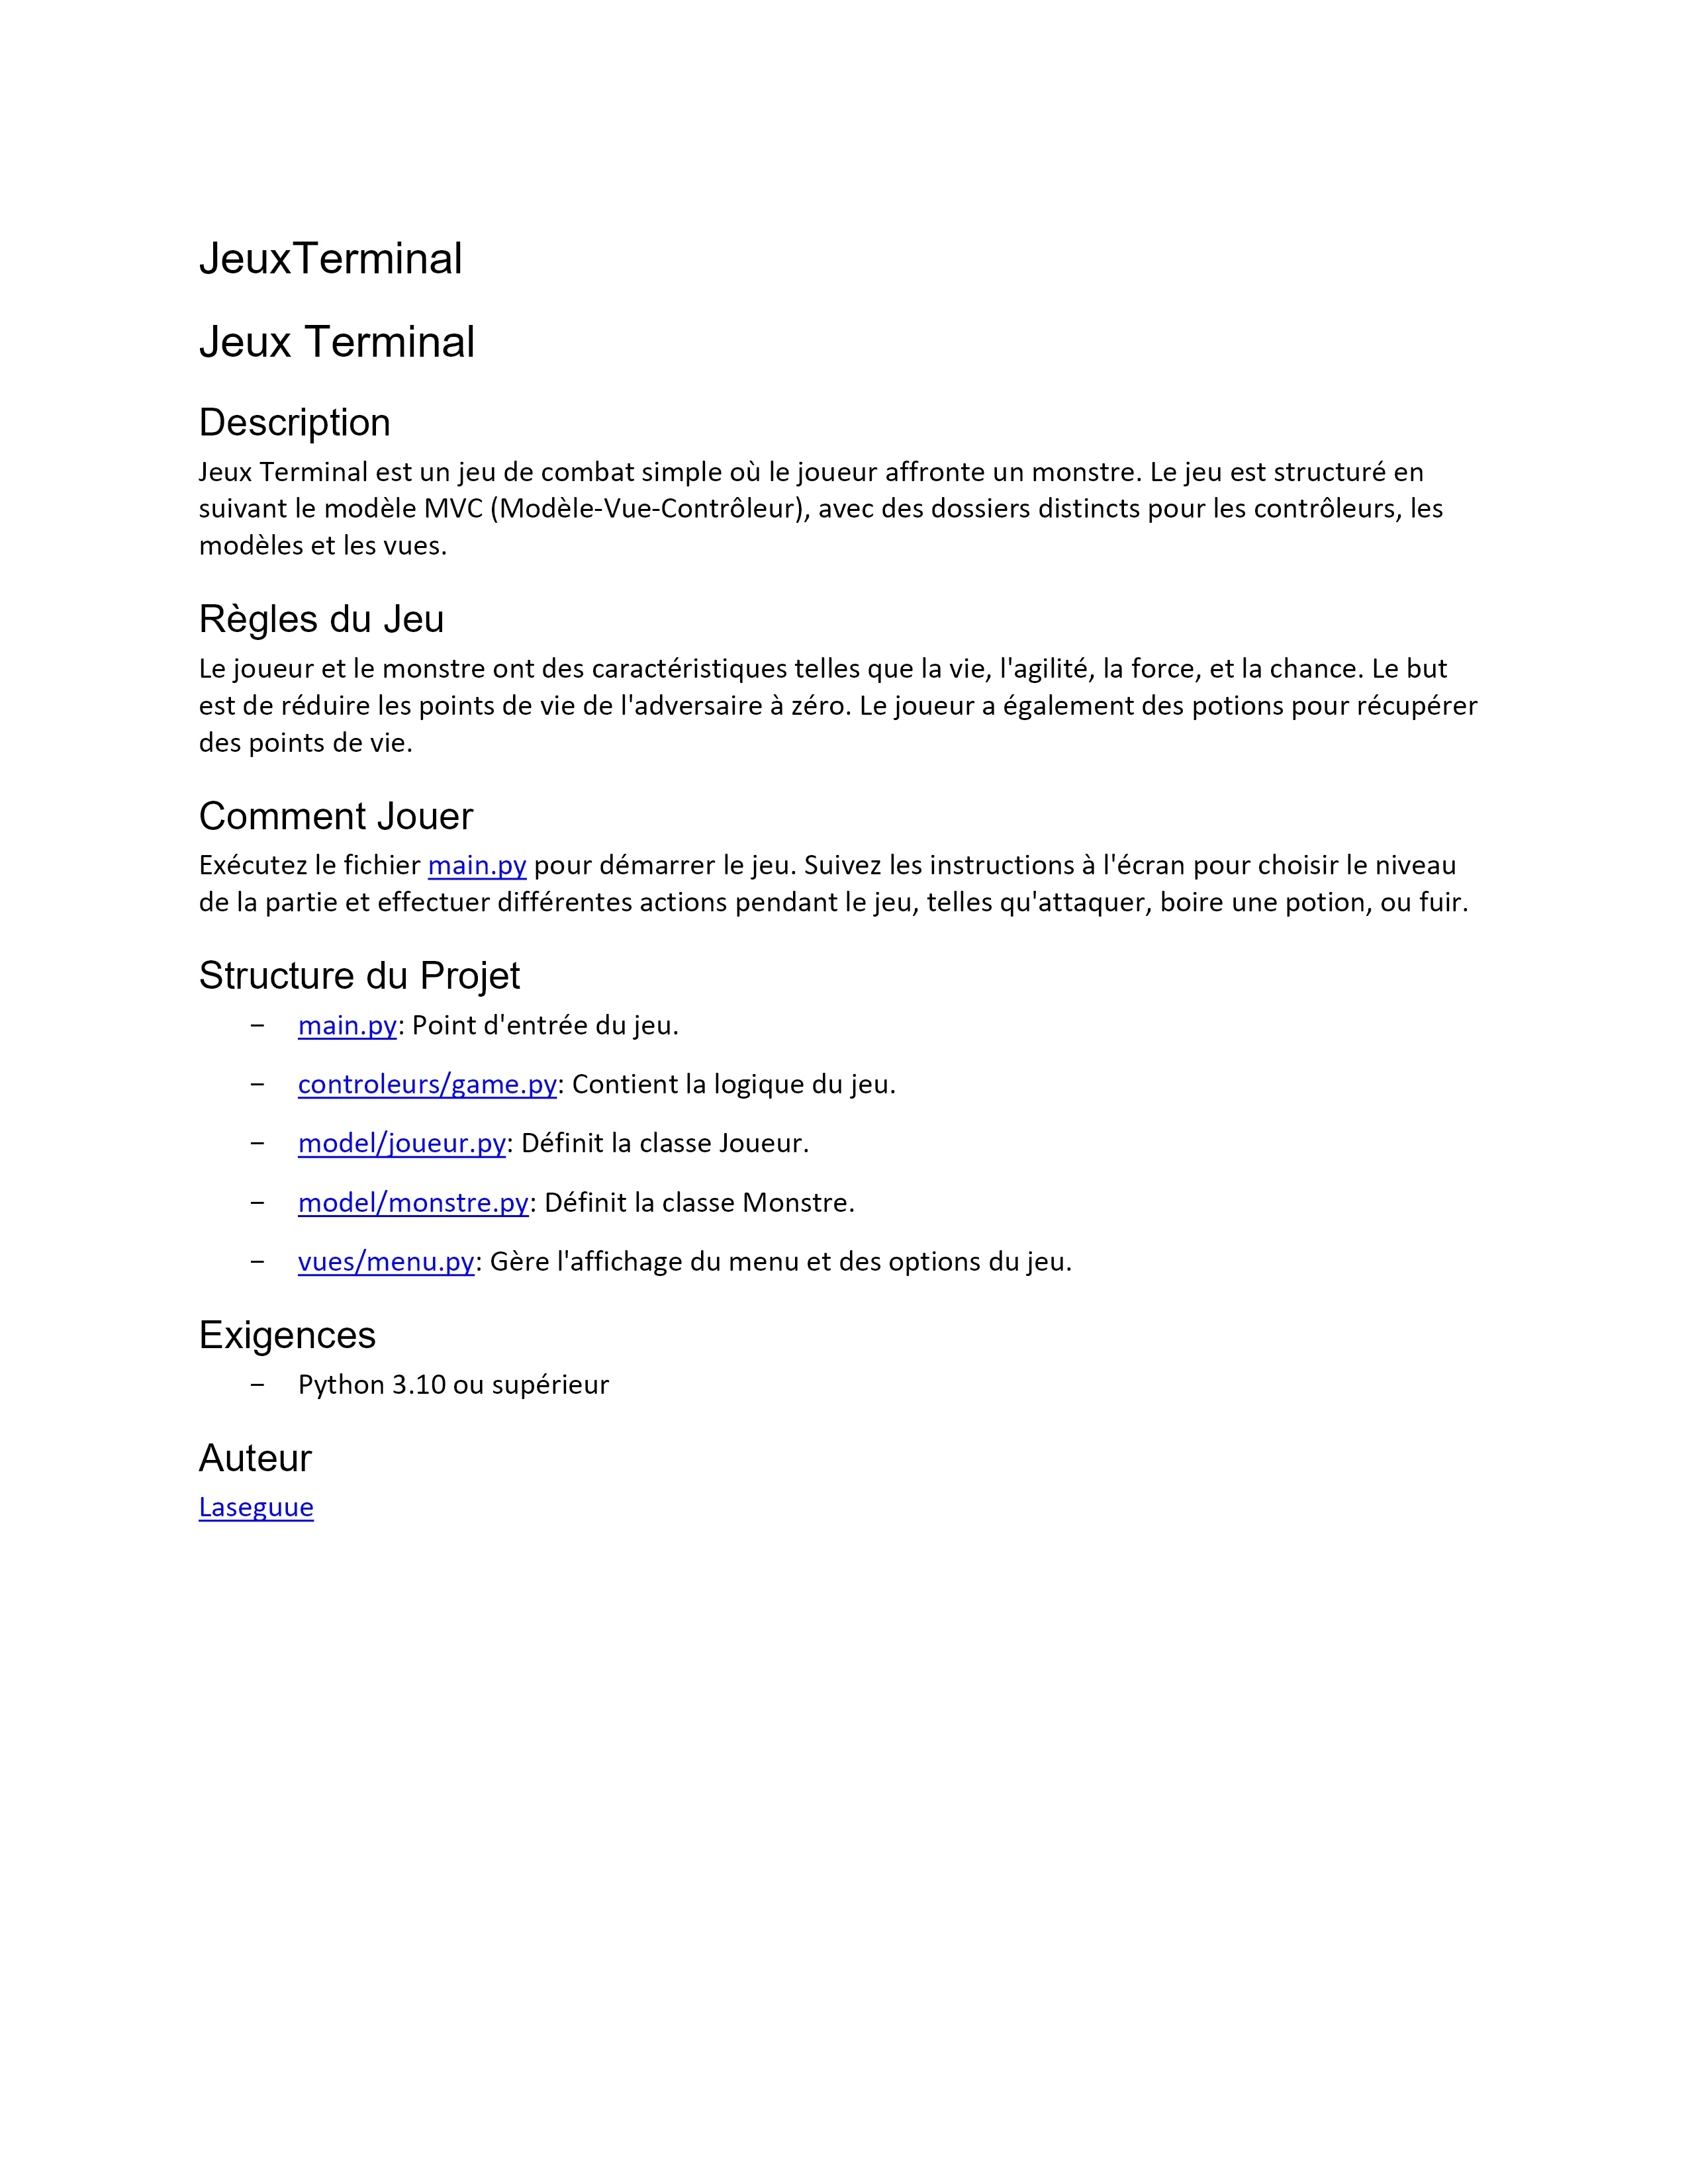 JeuxTerminal
Jeux Terminal
Description
Jeux Terminal est un jeu de combat simple où le joueur affronte un monstre. Le jeu est structuré en
suivant le modèle MVC (Modèle-Vue-Contrôleur), avec des dossiers distincts pour les contrôleurs, les
modèles et les vues.
Règles du Jeu
Le joueur et le monstre ont des caractéristiques telles que la vie, l'agilité, la force, et la chance. Le but
est de réduire les points de vie de l'adversaire à zéro. Le joueur a également des potions pour récupérer
des points de vie.
Comment Jouer
Exécutez le fichier main.py pour démarrer le jeu. Suivez les instructions à l'écran pour choisir le niveau
de la partie et effectuer différentes actions pendant le jeu, telles qu'attaquer, boire une potion, ou fuir.
Structure du Projet
– main.py: Point d'entrée du jeu.
– controleurs/game.py: Contient la logique du jeu.
– model/joueur.py: Définit la classe Joueur.
– model/monstre.py: Définit la classe Monstre.
– vues/menu.py: Gère l'affichage du menu et des options du jeu.
Exigences
– Python 3.10 ou supérieur
Auteur
Laseguue